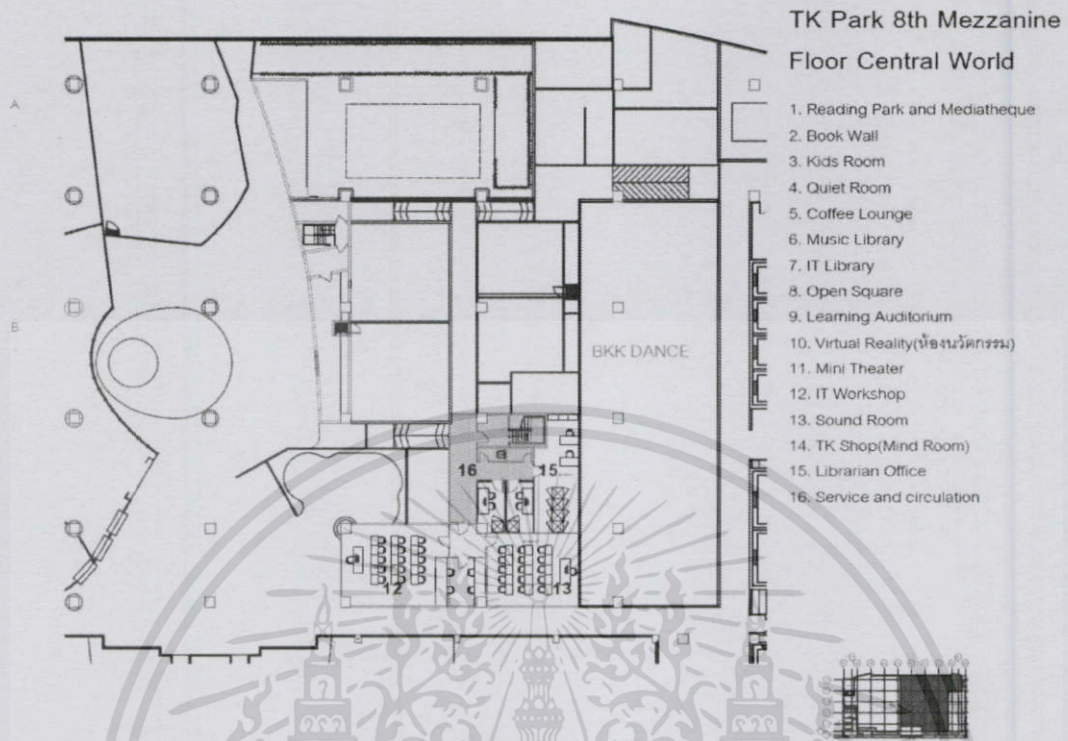 TK Park 8th Mezzanine
Floor Central World
1. Reading Park and Mediatheque
2. Book Wall
3. Kids Room
4. Quiet Room
5. Coffee Lounge
6. Music Library
7. IT Library
8. Open Square
9. Learning Auditorium
10. Virtual Reality(ห้องนวัตกรรม)
11. Mini Theater
12. IT Workshop
13. Sound Room
14. TK Shop(Mind Room)
15. Librarian Office
16. Service and circulation
A
B
BKK DANCE
16
15
12
13